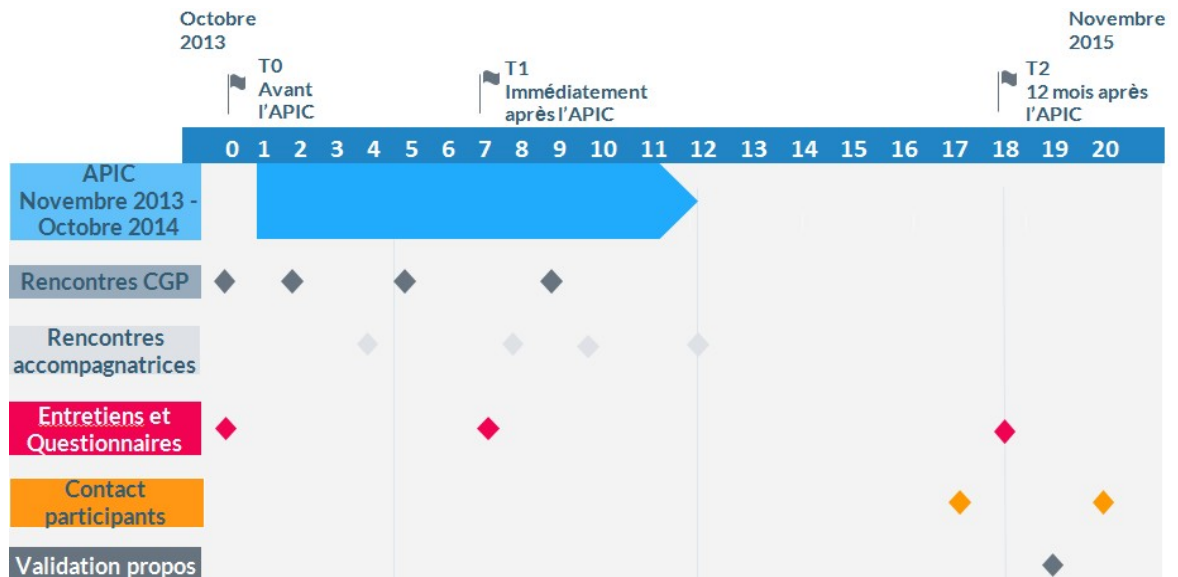 Octobre
2013
Novembre
2015
T0
Avant
l'APIC
T1
Immédiatement
après l'APIC
T2
12 mois après
l'APIC
0 1 2 3 4 5 6 7 8 9 10 11 12 13 14 15 16 17 18 19 20
APIC
Novembre 2013 -
Octobre 2014
Rencontres CGP
Rencontres
accompagnatrices
Entretiens et
Questionnaires
Contact
participants
Validation propos